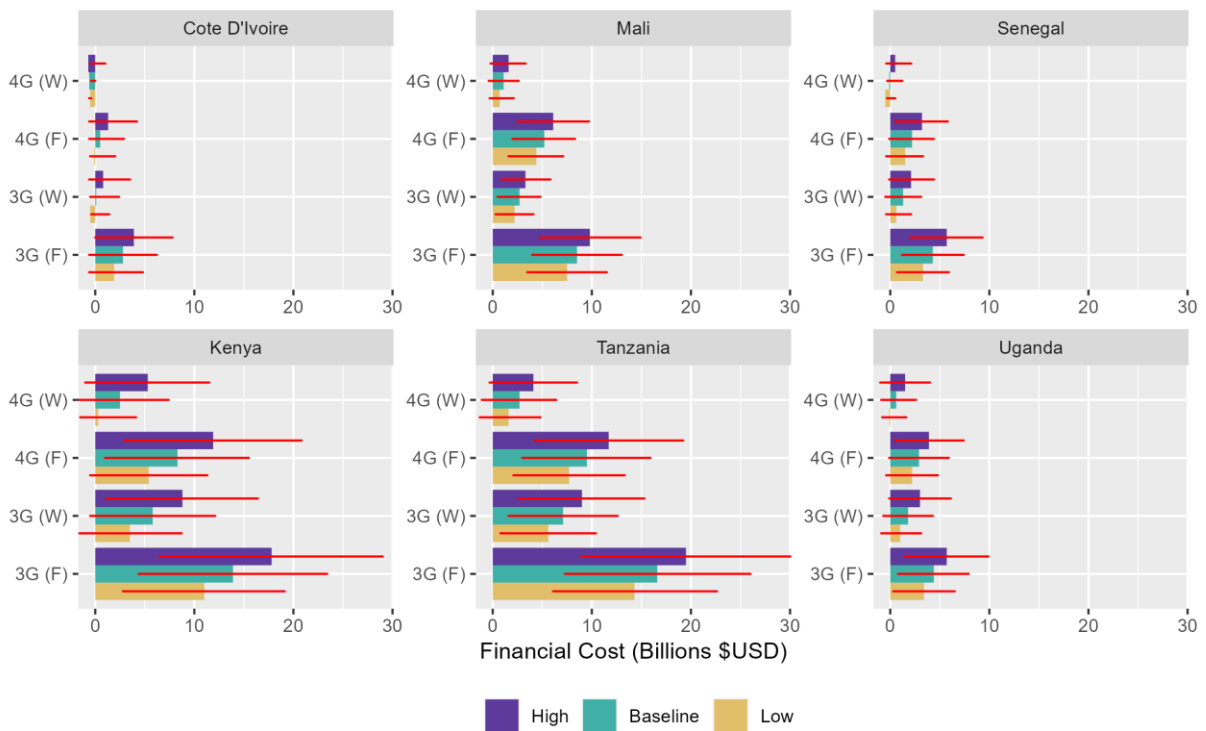 Cote D'Ivoire
Mali
Senegal
4G (W)
4G (F)
3G (W)
3G (F)
0 10 20 30
4G (W)
4G (F)
3G (W)
3G (F)
0 10 20 30
4G (W)
4G (F)
3G (W)
3G (F)
0 10 20 30
Kenya
Tanzania
Uganda
4G (W)
4G (F)
3G (W)
3G (F)
0 10 20 30
4G (W)
4G (F)
3G (W)
3G (F)
0 10 20 30
4G (W)
4G (F)
3G (W)
3G (F)
0 10 20 30
Financial Cost (Billions $USD)
High Baseline Low